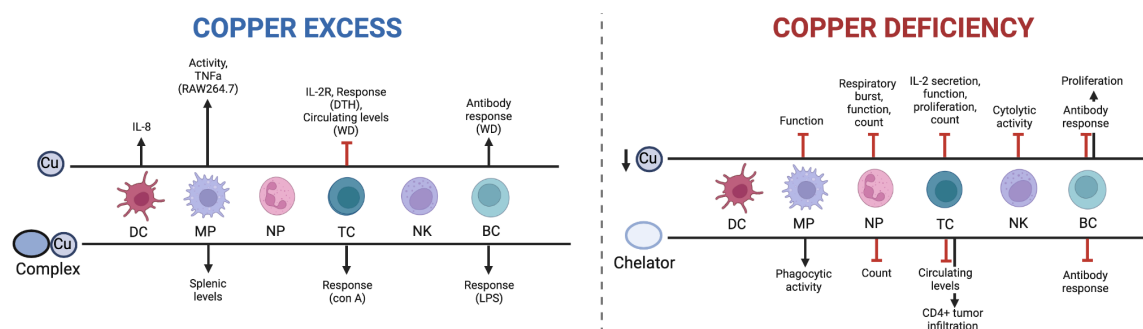 COPPER EXCESS
Activity,
TNFa
(RAW264.7)
IL-8
IL-2R, Response
(DTH),
Circulating levels
(WD)
Antibody
response
(WD)
Cu
DC
MP
NP
TC
NK
BC
Cu
Complex
Splenic
levels
Response
(con A)
Response
(LPS)
COPPER DEFICIENCY
Function
Respiratory
burst,
function,
count
IL-2 secretion,
function,
proliferation,
count
Cytolytic
activity
Proliferation
Antibody
response
Cu
DC
MP
NP
TC
NK
BC
Chelator
Phagocytic
activity
Count
Circulating
levels
CD4+ tumor
infiltration
Antibody
response